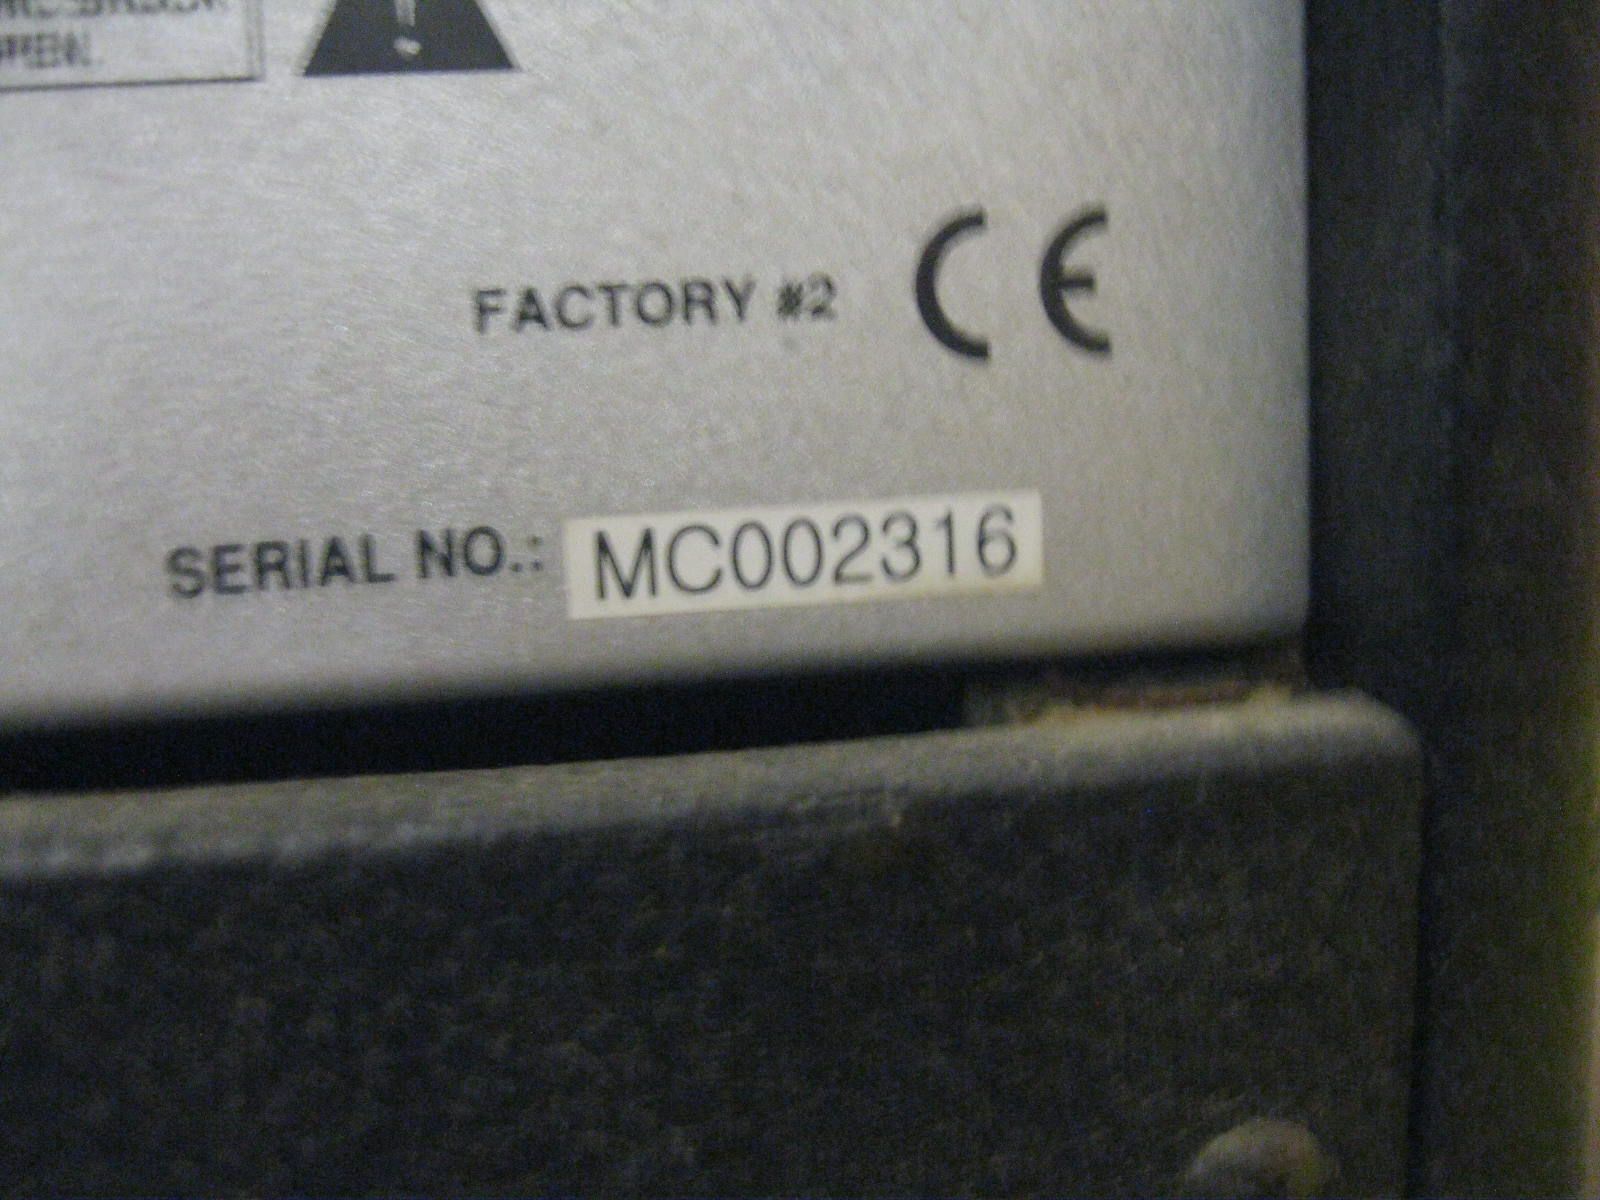 FACTORY #2 CE
SERIAL NO.: MC002316